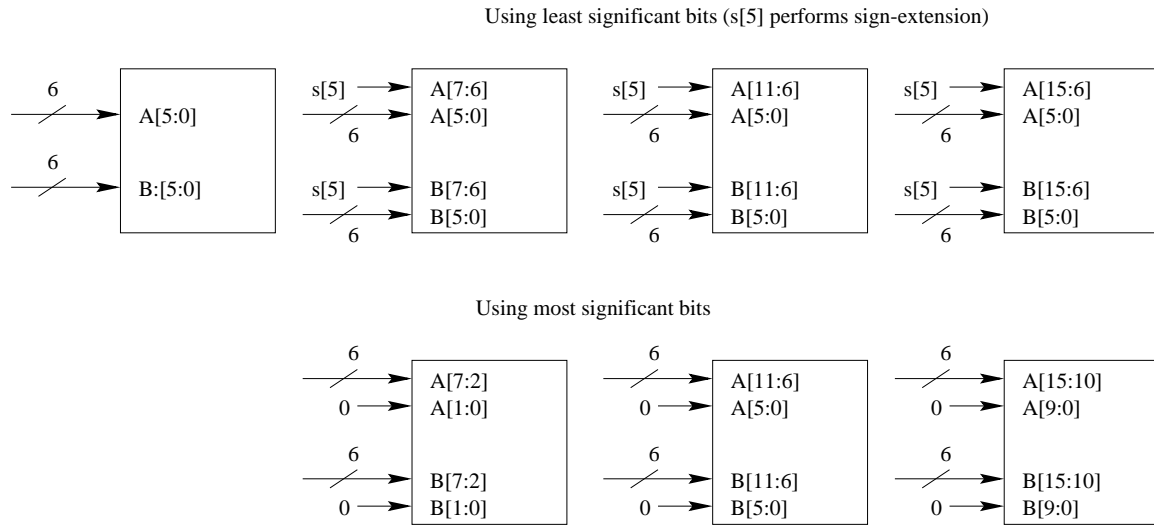 Using least significant bits (s[5] performs sign-extension)
6
A[5:0]
6
B:[5:0]
s[5] A[7:6]
A[5:0]
6
s[5] B[7:6]
B[5:0]
6
s[5] A[11:6]
A[5:0]
6
s[5] B[11:6]
B[5:0]
6
s[5] A[15:6]
A[5:0]
6
s[5] B[15:6]
B[5:0]
6
Using most significant bits
6
A[7:2]
0 A[1:0]
6
B[7:2]
0 B[1:0]
6
A[11:6]
0 A[5:0]
6
B[11:6]
0 B[5:0]
6
A[15:10]
0 A[9:0]
6
B[15:10]
0 B[9:0]